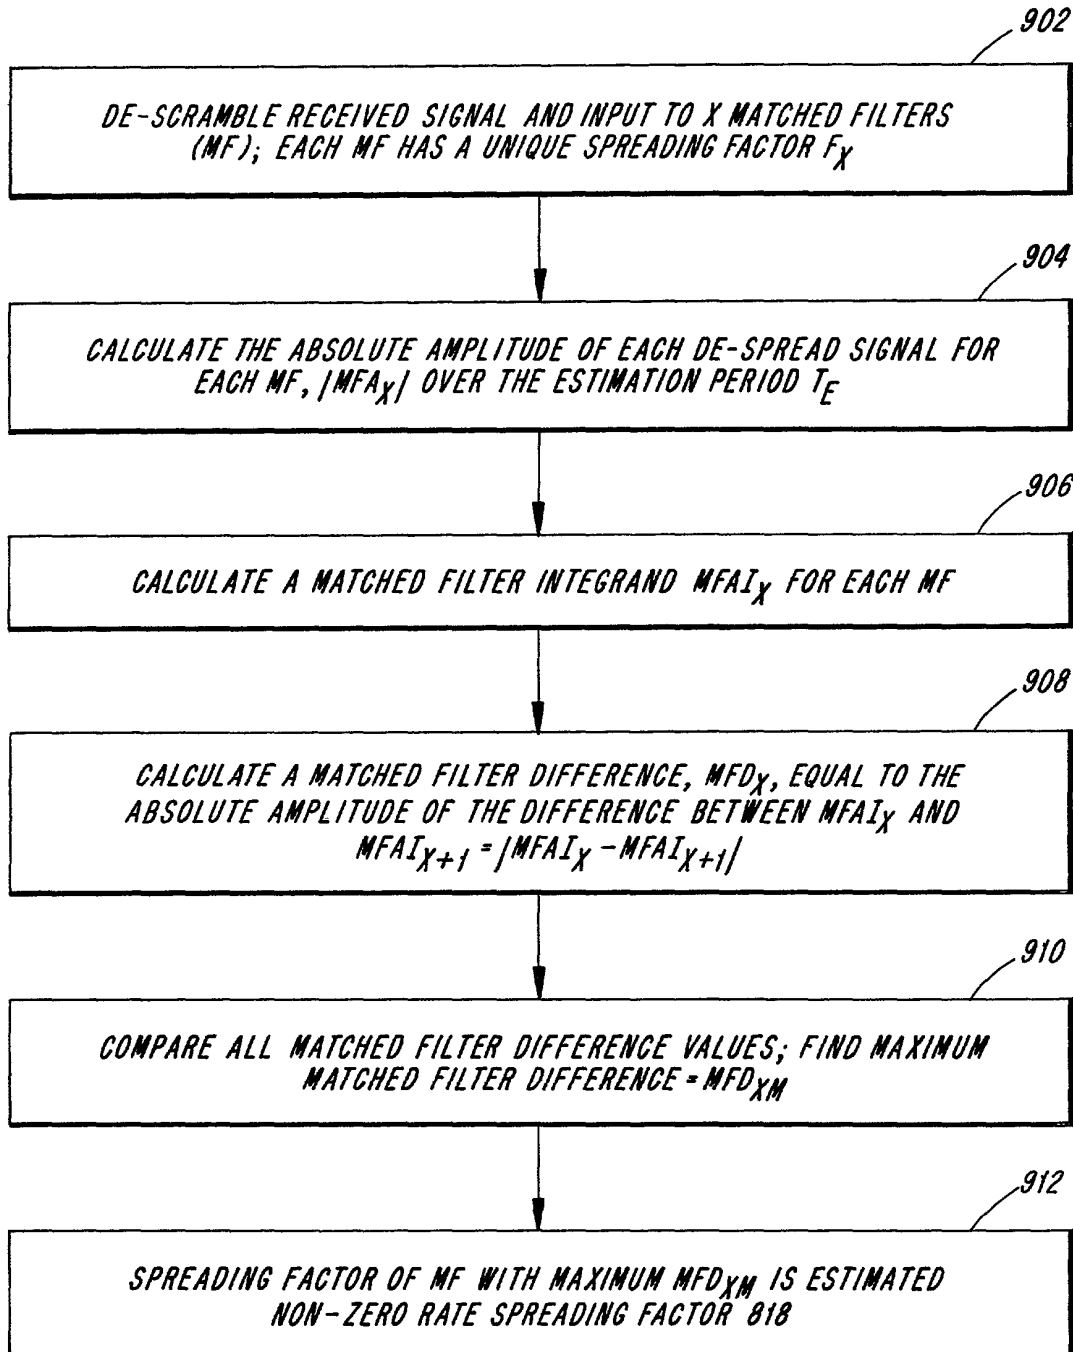 902
DE-SCRAMBLE RECEIVED SIGNAL AND INPUT TO X MATCHED FILTERS
(MF); EACH MF HAS A UNIQUE SPREADING FACTOR F_X
904
CALCULATE THE ABSOLUTE AMPLITUDE OF EACH DE-SPREAD SIGNAL FOR
EACH MF, |MFA_X| OVER THE ESTIMATION PERIOD T_E
906
CALCULATE A MATCHED FILTER INTEGRAND MFAI_X FOR EACH MF
908
CALCULATE A MATCHED FILTER DIFFERENCE, MFD_X, EQUAL TO THE
ABSOLUTE AMPLITUDE OF THE DIFFERENCE BETWEEN MFAI_X AND
MFAI_X+1 = |MFAI_X - MFAI_X+1|
910
COMPARE ALL MATCHED FILTER DIFFERENCE VALUES; FIND MAXIMUM
MATCHED FILTER DIFFERENCE = MFD_XM
912
SPREADING FACTOR OF MF WITH MAXIMUM MFD_XM IS ESTIMATED
NON-ZERO RATE SPREADING FACTOR 818